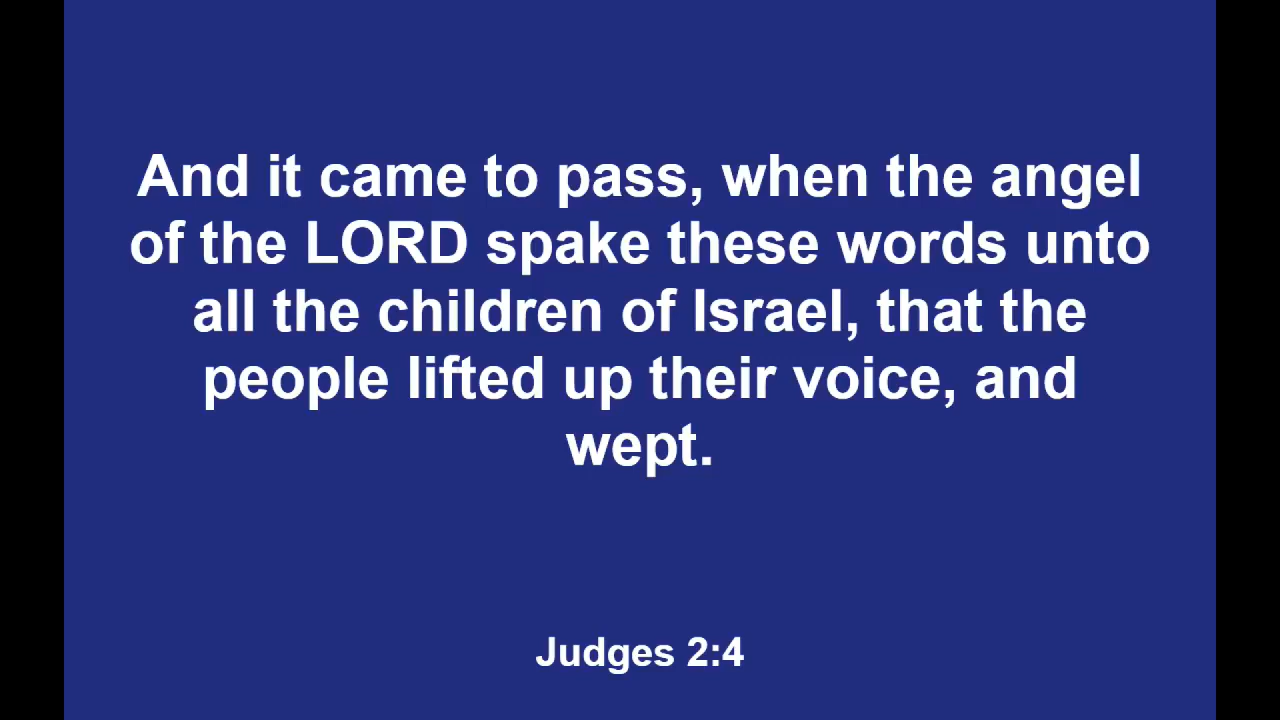 And it came to pass, when the angel
of the LORD spake these words unto
all the children of Israel, that the
people lifted up their voice, and
wept.
Judges 2:4